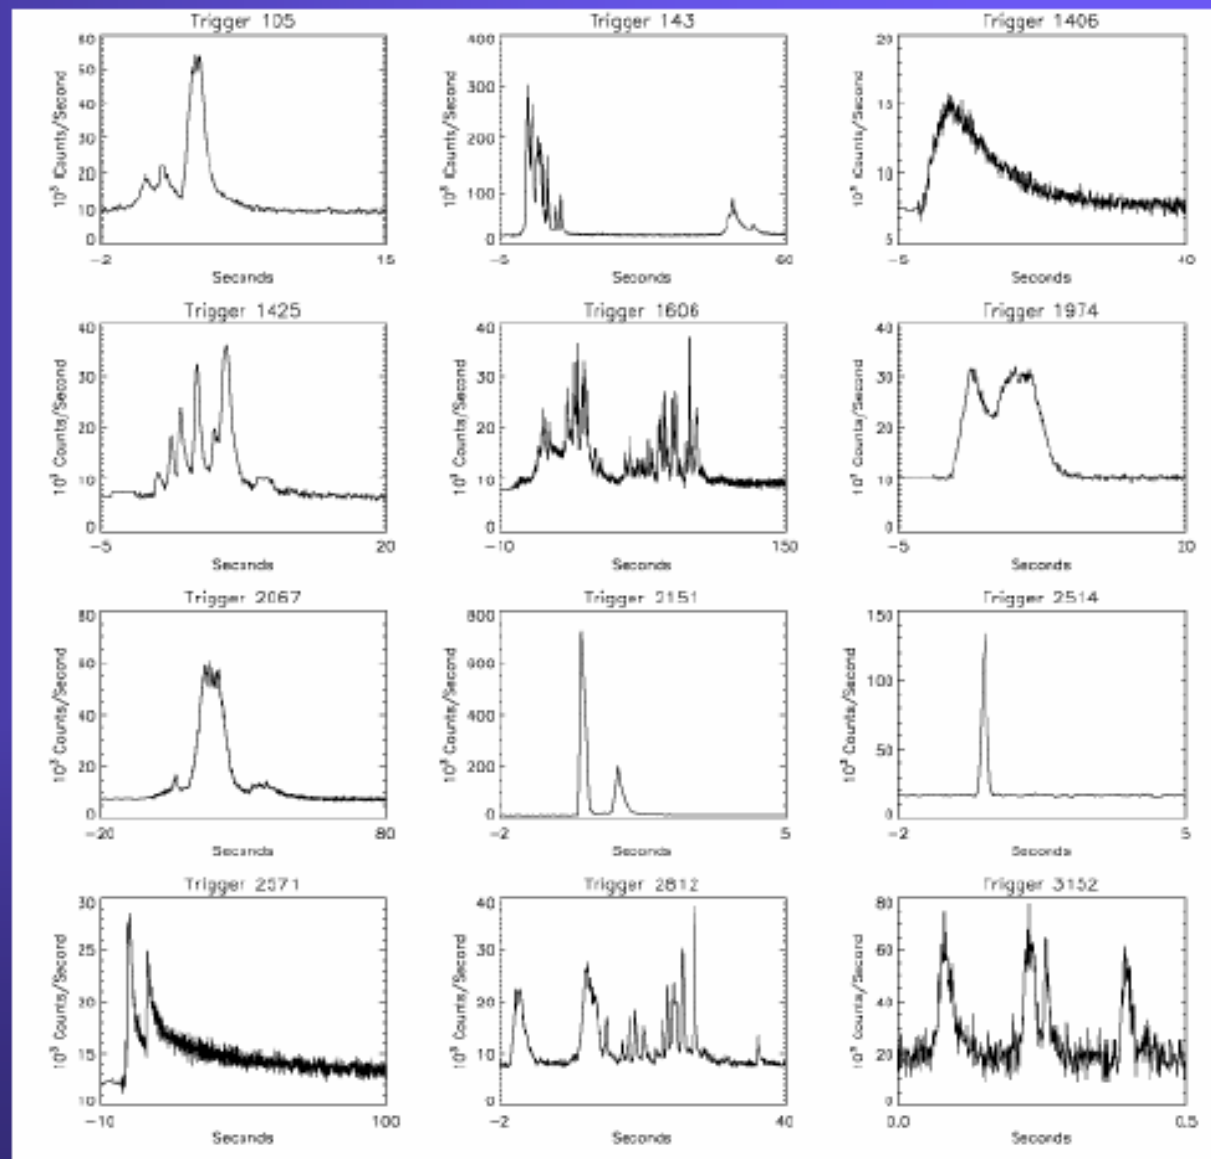 Trigger 105
10³ Counts/Second
60
50
40
30
20
10
0
-2
15
Seconds
Trigger 143
10³ Counts/Second
400
300
200
100
0
-5
60
Seconds
Trigger 1406
10³ Counts/Second
20
15
10
5
-5
40
Seconds
Trigger 1425
10³ Counts/Second
40
30
20
10
0
-5
20
Seconds
Trigger 1606
10³ Counts/Second
40
30
20
10
0
-10
150
Seconds
Trigger 1974
10³ Counts/Second
40
30
20
10
0
-5
20
Seconds
Trigger 2067
10³ Counts/Second
80
60
40
20
0
-20
80
Seconds
Trigger 2151
10³ Counts/Second
800
600
400
200
0
-2
5
Seconds
Trigger 2514
10³ Counts/Second
150
100
50
0
-2
5
Seconds
Trigger 2571
10³ Counts/Second
30
25
20
15
10
-10
100
Seconds
Trigger 2812
10³ Counts/Second
40
30
20
10
0
-2
40
Seconds
Trigger 3152
10³ Counts/Second
80
60
40
20
0
0.0
0.5
Seconds